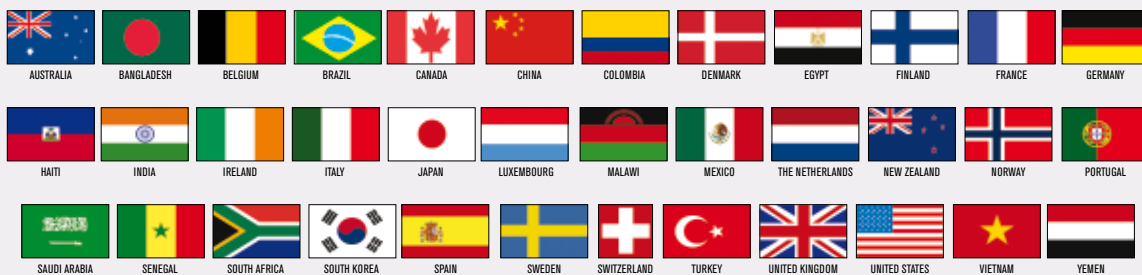 AUSTRALIA BANGLADESH BELGIUM BRAZIL CANADA CHINA COLOMBIA DENMARK EGYPT FINLAND FRANCE GERMANY
HAITI INDIA IRELAND ITALY JAPAN LUXEMBOURG MALAWI MEXICO THE NETHERLANDS NEW ZEALAND NORWAY PORTUGAL
SAUDI ARABIA SENEGAL SOUTH AFRICA SOUTH KOREA SPAIN SWEDEN SWITZERLAND TURKEY UNITED KINGDOM UNITED STATES VIETNAM YEMEN